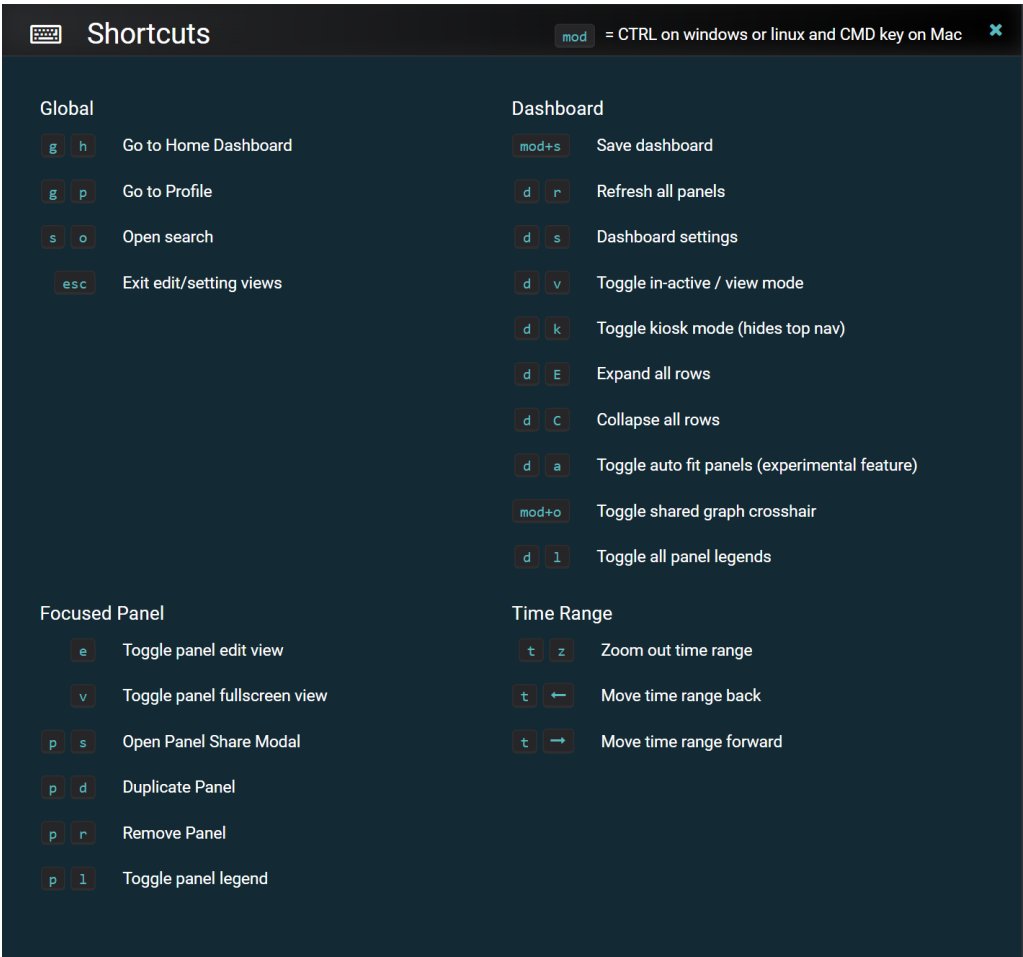 Shortcuts
mod = CTRL on windows or linux and CMD key on Mac
Global
g h Go to Home Dashboard
g p Go to Profile
s o Open search
esc Exit edit/setting views
Dashboard
mod+s Save dashboard
d r Refresh all panels
d s Dashboard settings
d v Toggle in-active / view mode
d k Toggle kiosk mode (hides top nav)
d E Expand all rows
d C Collapse all rows
d a Toggle auto fit panels (experimental feature)
mod+o Toggle shared graph crosshair
d l Toggle all panel legends
Focused Panel
e Toggle panel edit view
v Toggle panel fullscreen view
p s Open Panel Share Modal
p d Duplicate Panel
p r Remove Panel
p l Toggle panel legend
Time Range
t z Zoom out time range
t ← Move time range back
t → Move time range forward